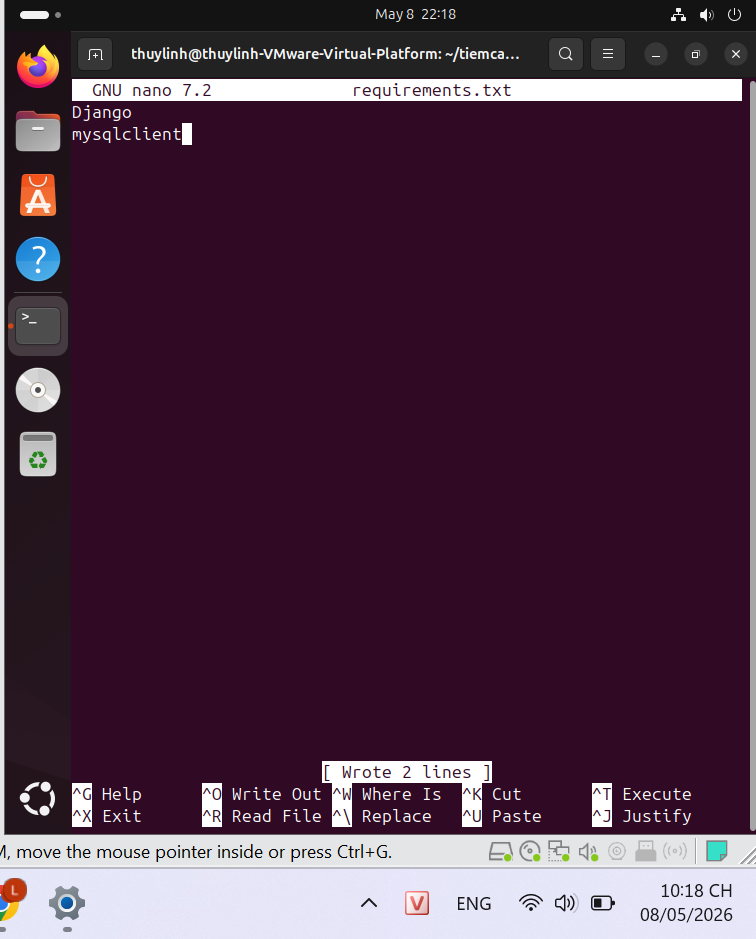 May 8 22:18
thuylinh@thuylinh-VMware-Virtual-Platform: ~/tiemca...
GNU nano 7.2 requirements.txt
Django
mysqlclient
[ Wrote 2 lines ]
^G Help ^O Write Out ^W Where Is ^K Cut ^T Execute
^X Exit ^R Read File ^\ Replace ^U Paste ^J Justify
M, move the mouse pointer inside or press Ctrl+G.
L
V
ENG
10:18 CH
08/05/2026